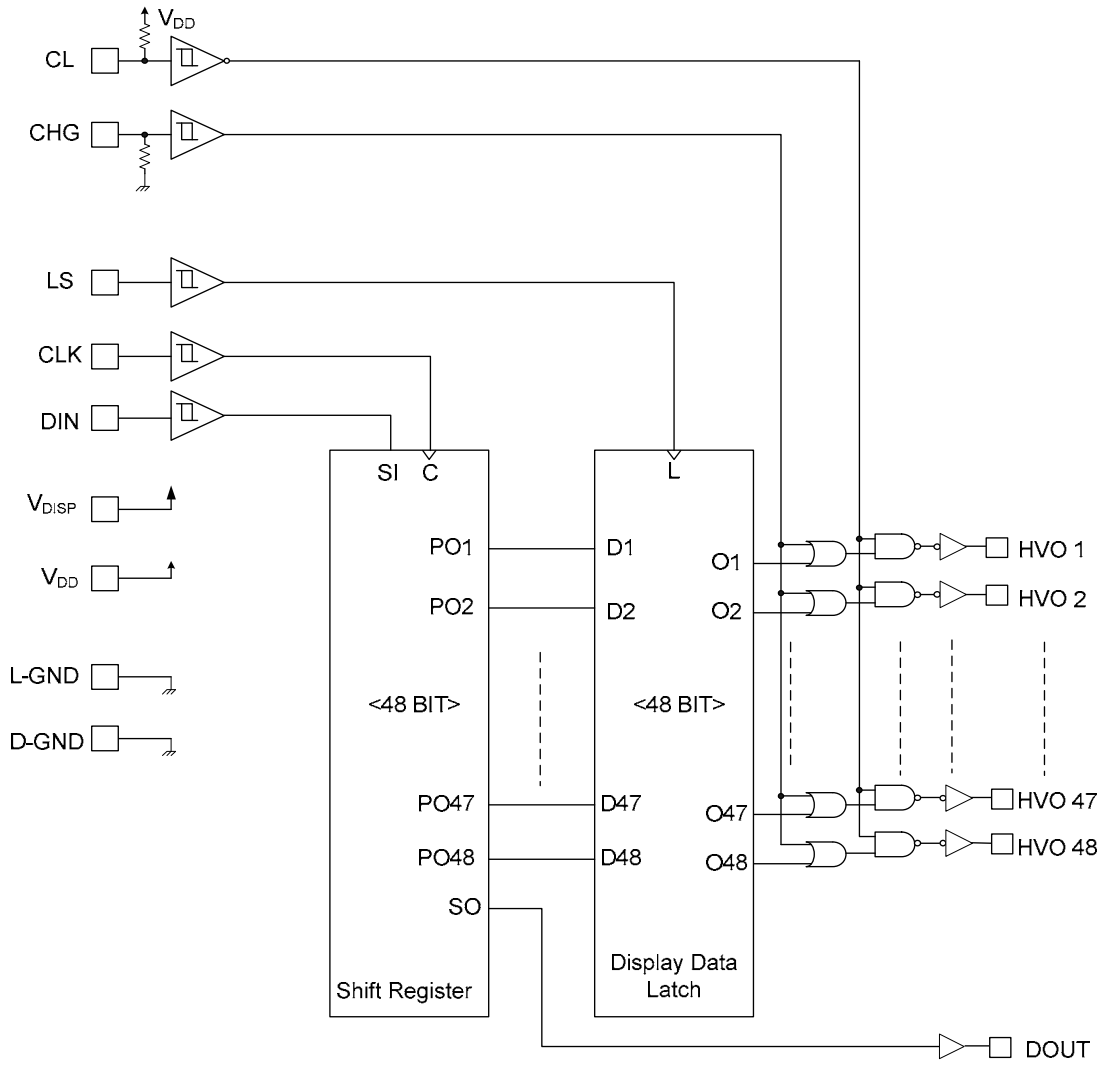 VDD
CL
CHG
LS
CLK
DIN
VDISP
VDD
L-GND
D-GND
SI C
PO1
PO2
<48 BIT>
PO47
PO48
SO
Shift Register
L
D1
D2
O1
O2
<48 BIT>
D47
D48
O47
O48
Display Data
Latch
HVO 1
HVO 2
HVO 47
HVO 48
DOUT